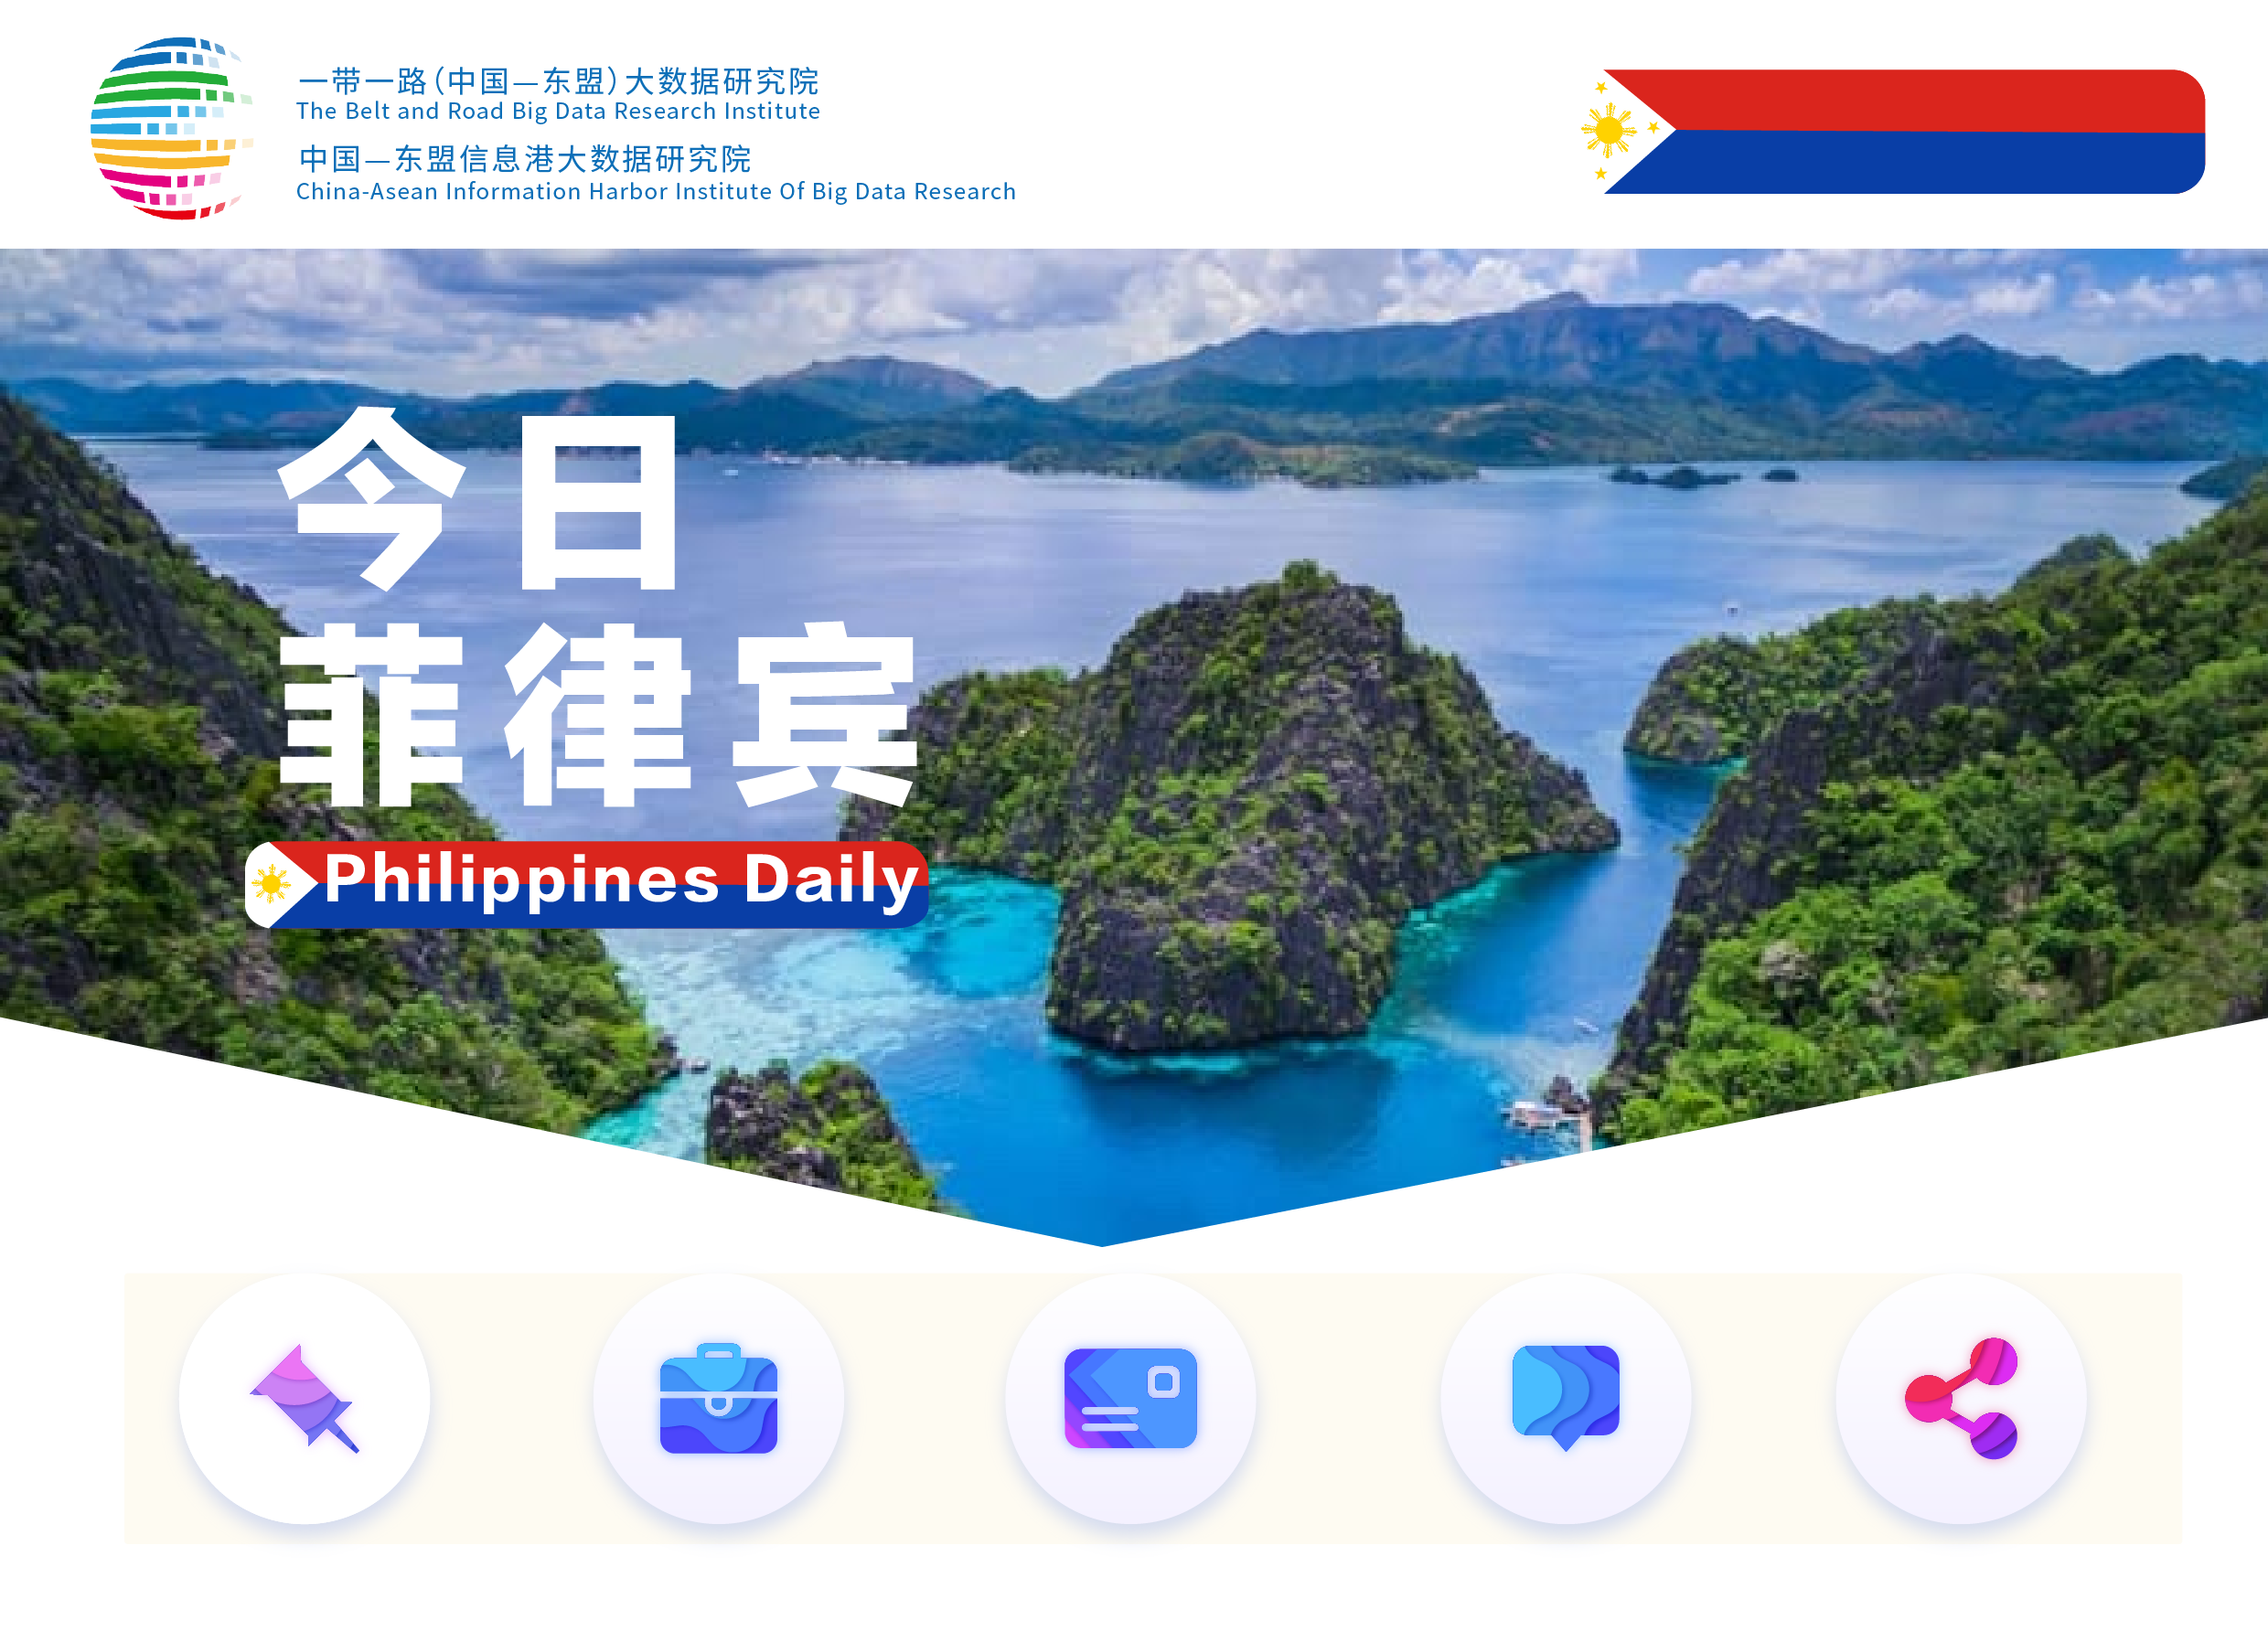 一带一路(中国—东盟)大数据研究院
The Belt and Road Big Data Research Institute
中国—东盟信息港大数据研究院
China-Asean Information Harbor Institute Of Big Data Research
今日
菲律宾
Philippines Daily